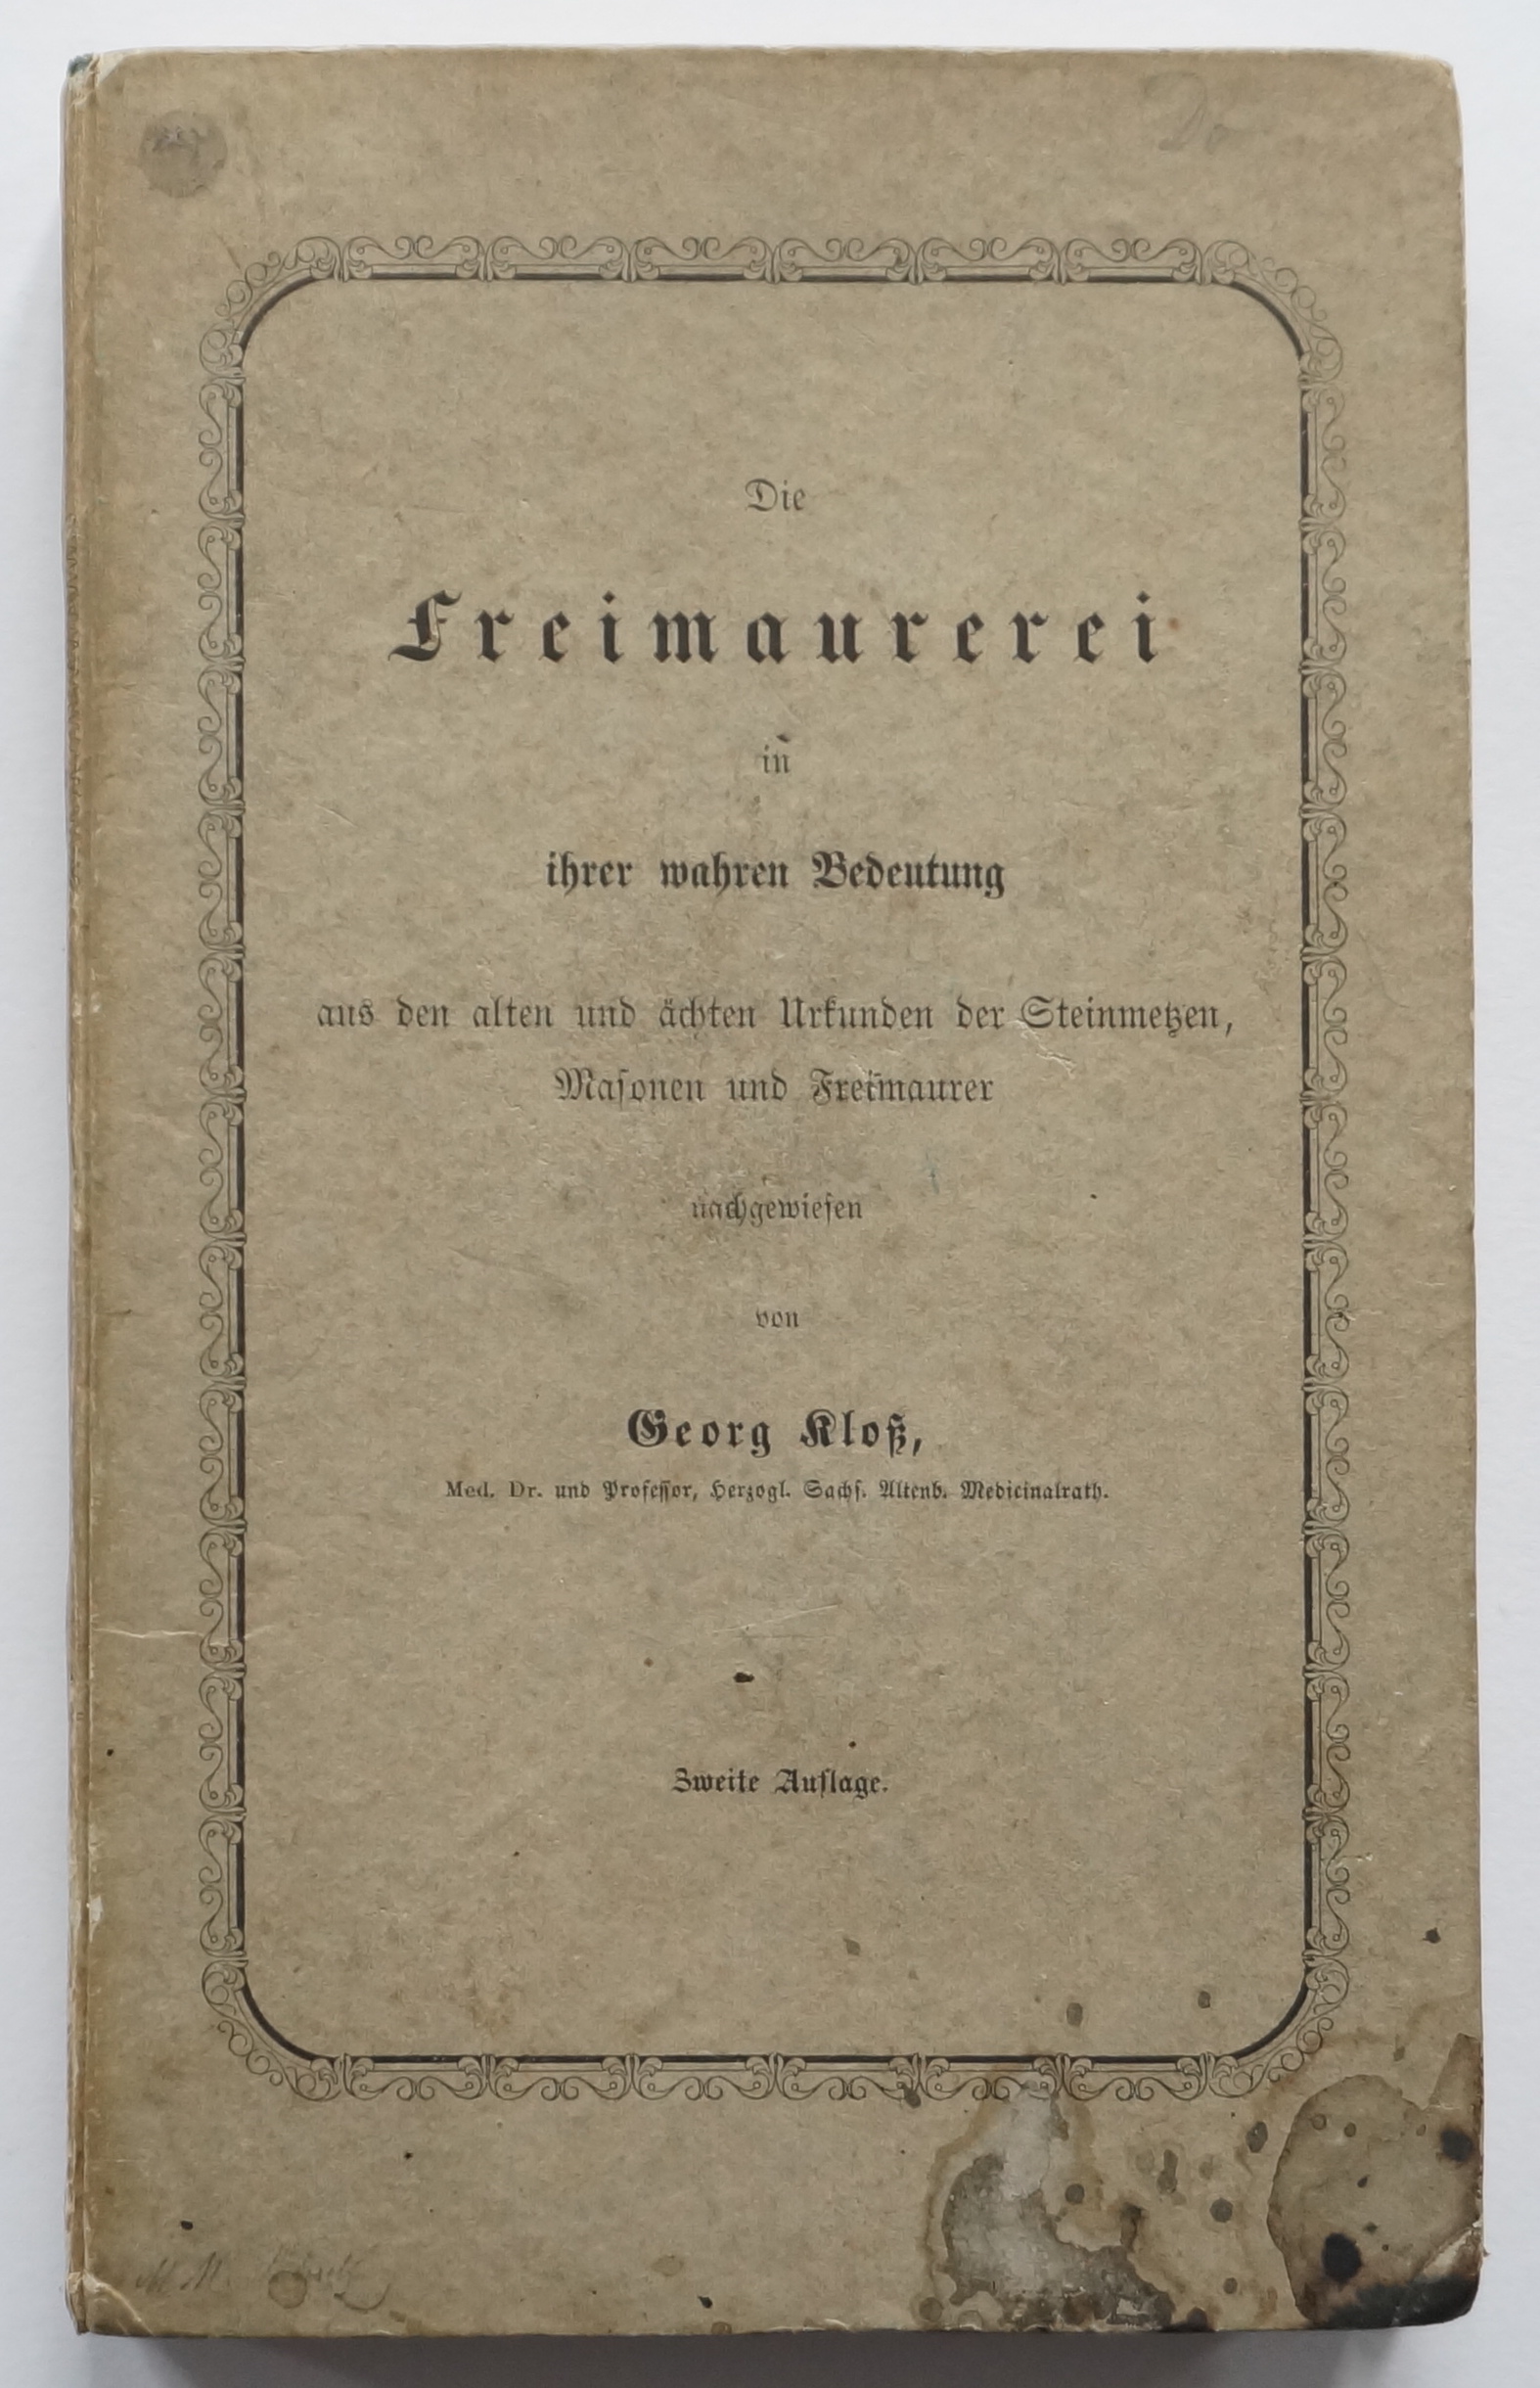 Die
Freimaurerei
in
ihrer wahren Bedeutung
aus den alten und ächten Urkunden der Steinmetzen,
Masonen und Freimaurer
nachgewiesen
von
Georg Kloß,
Med. Dr. und Professor, Herzogl. Sachs. Altenb. Medicinalrath.
Zweite Auflage.